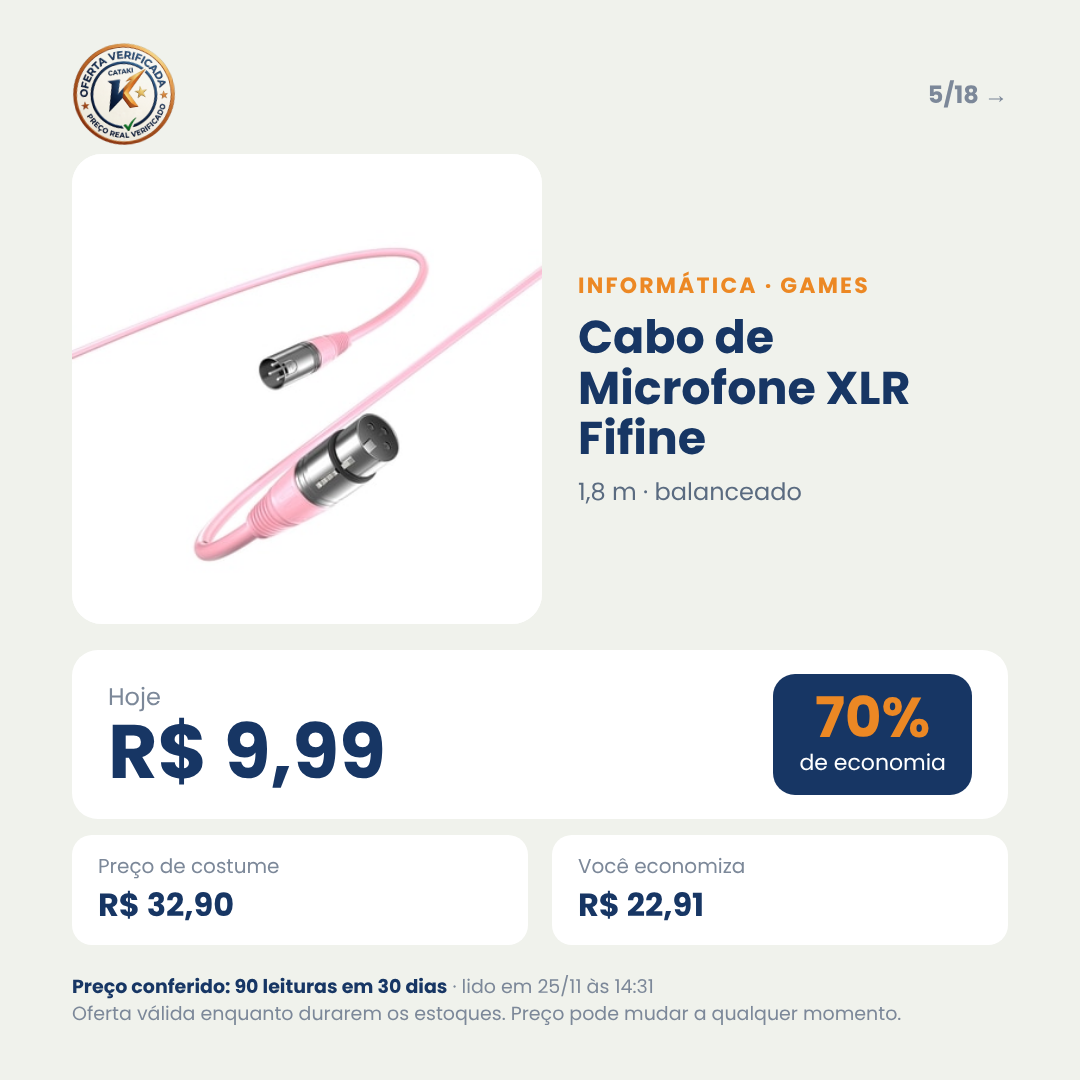 OFERTA VERIFICADA
CATAKI
K
PREÇO REAL VERIFICADO
5/18 →
INFORMÁTICA · GAMES
Cabo de
Microfone XLR
Fifine
1,8 m · balanceado
Hoje
R$ 9,99
70%
de economia
Preço de costume
R$ 32,90
Você economiza
R$ 22,91
Preço conferido: 90 leituras em 30 dias · lido em 25/11 às 14:31
Oferta válida enquanto durarem os estoques. Preço pode mudar a qualquer momento.